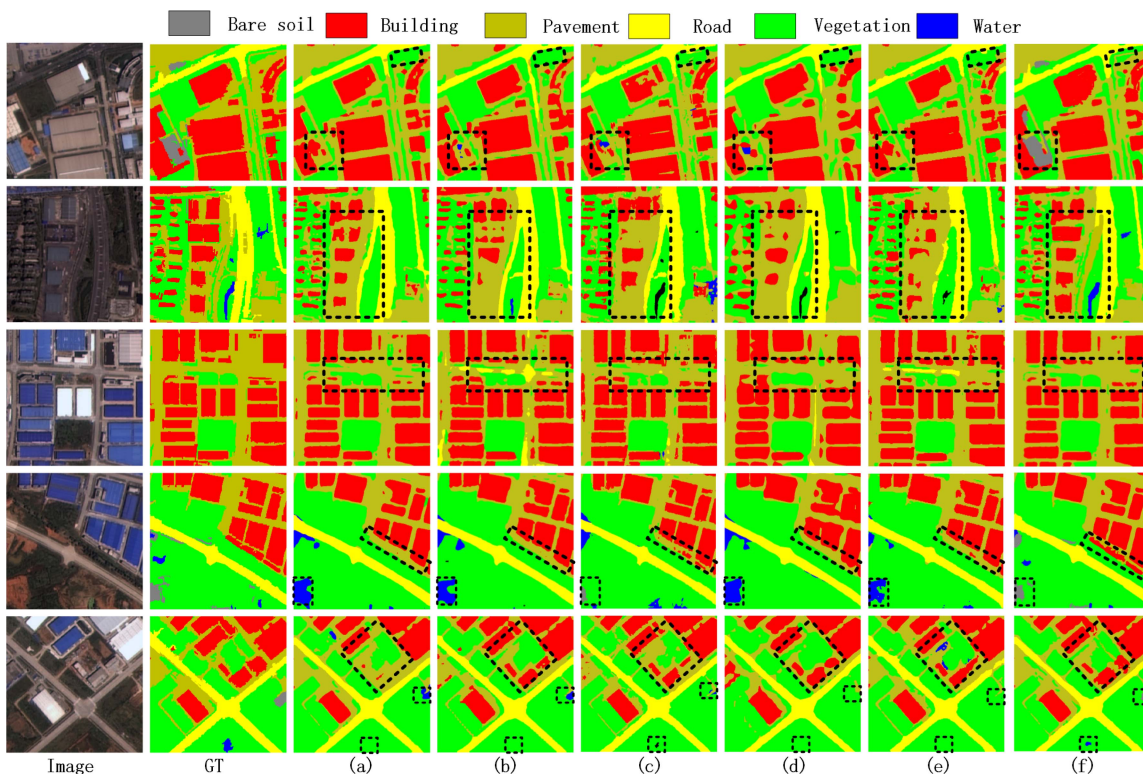 Bare soil Building Pavement Road Vegetation Water
Image GT (a) (b) (c) (d) (e) (f)